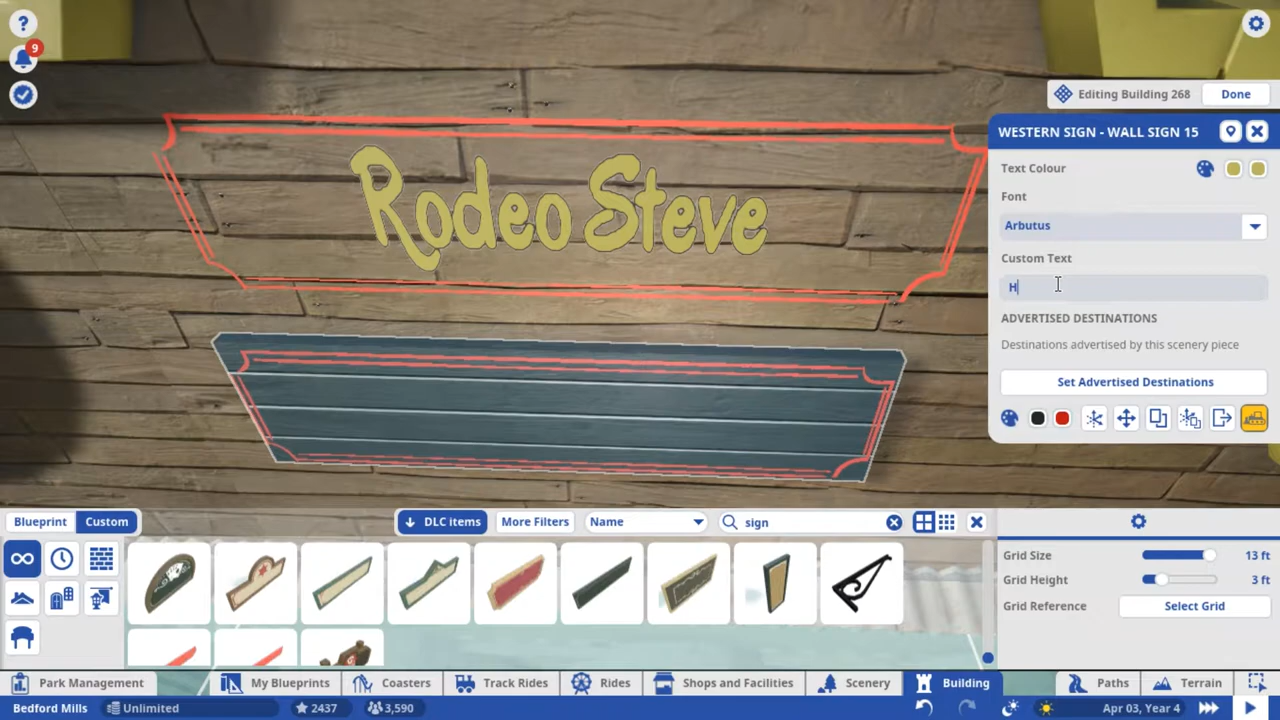 ?
9
Editing Building 268
Done
WESTERN SIGN - WALL SIGN 15
Text Colour
Font
Arbutus
Custom Text
H
ADVERTISED DESTINATIONS
Destinations advertised by this scenery piece
Set Advertised Destinations
Rodeo Steve
Blueprint
Custom
DLC items
More Filters
Name
sign
Grid Size
13 ft
Grid Height
3 ft
Grid Reference
Select Grid
Park Management
My Blueprints
Coasters
Track Rides
Rides
Shops and Facilities
Scenery
Building
Paths
Terrain
Bedford Mills
Unlimited
2437
3,590
Apr 03, Year 4